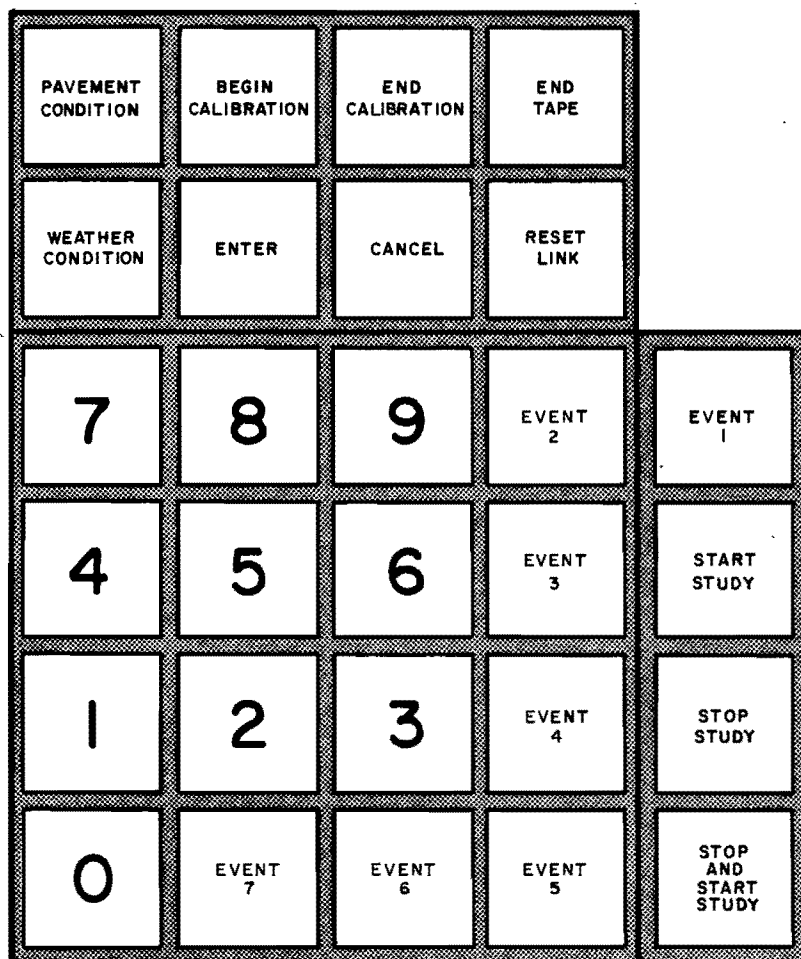 PAVEMENT
CONDITION
BEGIN
CALIBRATION
END
CALIBRATION
END
TAPE
WEATHER
CONDITION
ENTER
CANCEL
RESET
LINK
7
8
9
EVENT
2
EVENT
1
4
5
6
EVENT
3
START
STUDY
1
2
3
EVENT
4
STOP
STUDY
0
EVENT
7
EVENT
6
EVENT
5
STOP
AND
START
STUDY